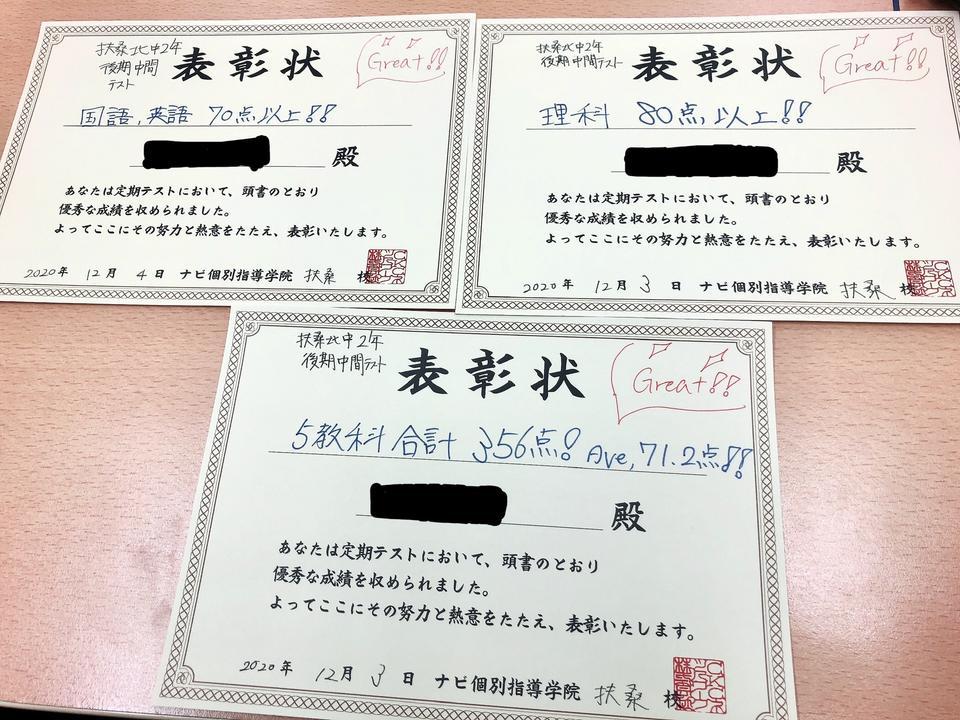 扶桑北中2年
後期中間
テスト
表彰状
Great!!
国語,英語 70点以上!!
殿
あなたは定期テストにおいて、頭書のとおり
優秀な成績を収められました。
よってここにその努力と熱意をたたえ、表彰いたします。
2020年 12月 4日 ナビ個別指導学院 扶桑 校
扶桑北中2年
後期中間テスト
表彰状
Great!!
理科 80点以上!!
殿
あなたは定期テストにおいて、頭書のとおり
優秀な成績を収められました。
よってここにその努力と熱意をたたえ、表彰いたします。
2020年 12月 3日 ナビ個別指導学院 扶桑 校
扶桑北中2年
後期中間テスト
表彰状
Great!!
5教科合計 356点! Ave,71.2点!!
殿
あなたは定期テストにおいて、頭書のとおり
優秀な成績を収められました。
よってここにその努力と熱意をたたえ、表彰いたします。
2020年 12月 3日 ナビ個別指導学院 扶桑 校